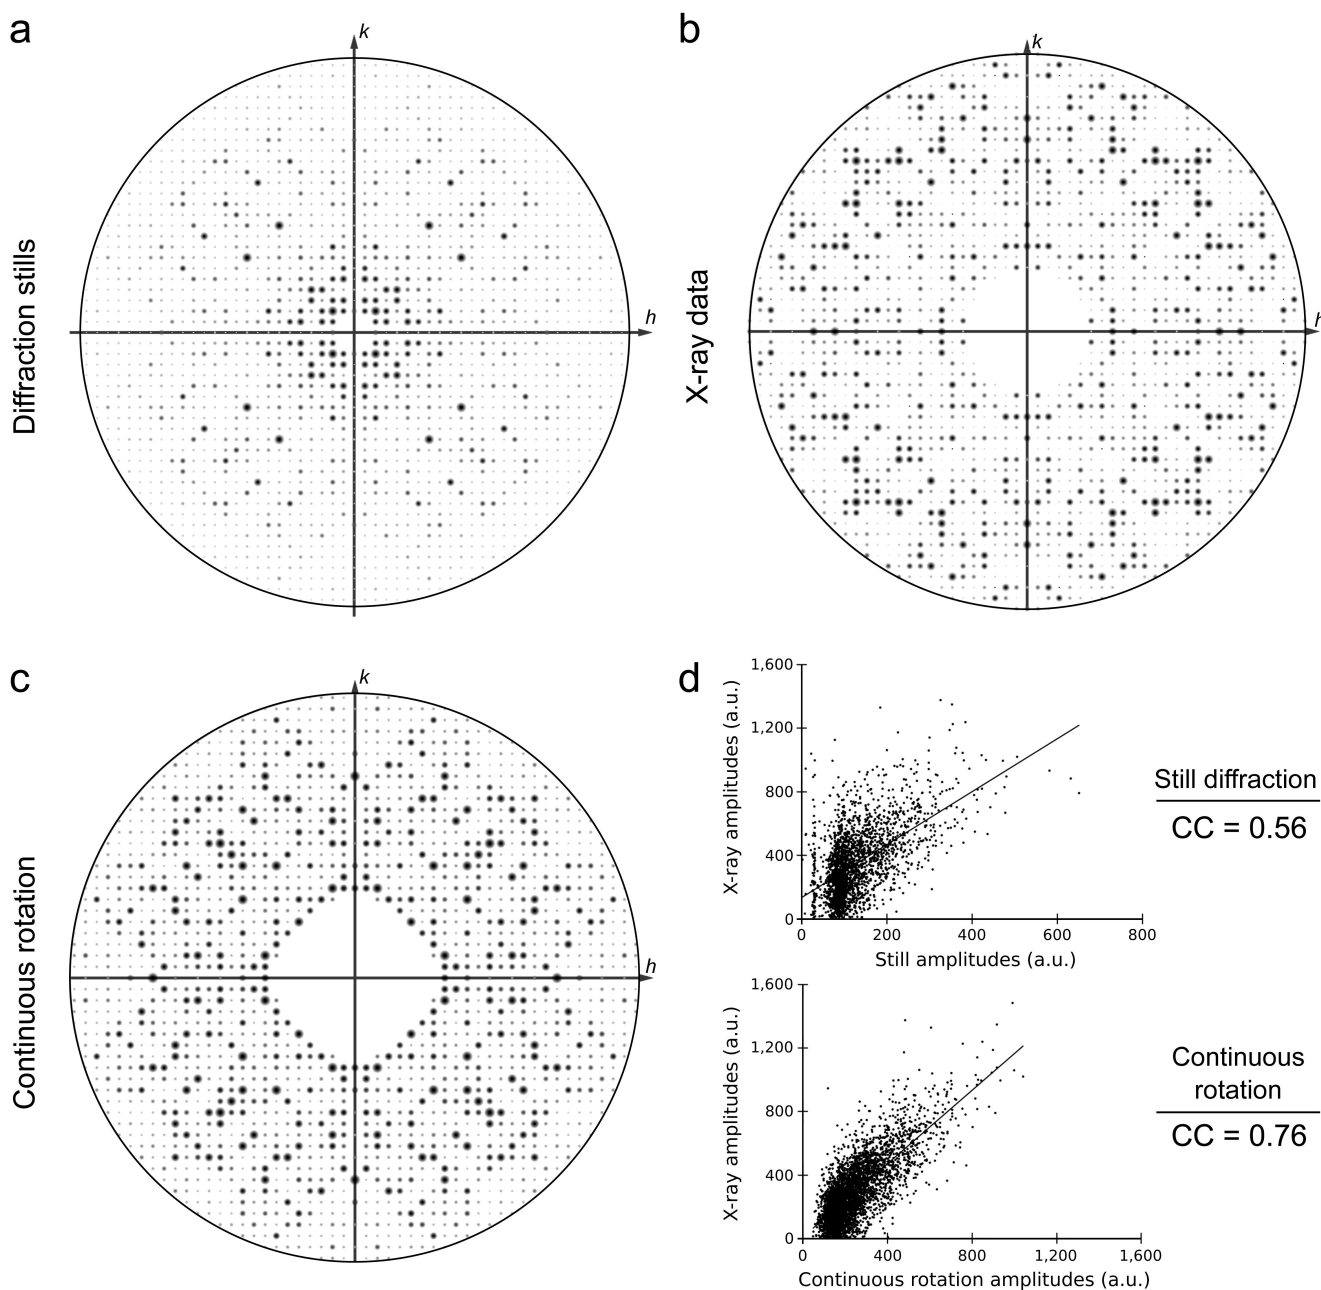 a
k
h
Diffraction stills
b
k
h
X-ray data
c
k
h
Continuous rotation
d
1,600
1,200
800
400
0
X-ray amplitudes (a.u.)
0 200 400 600 800
Still amplitudes (a.u.)
Still diffraction
CC = 0.56
1,600
1,200
800
400
0
X-ray amplitudes (a.u.)
0 400 800 1,200 1,600
Continuous rotation amplitudes (a.u.)
Continuous
rotation
CC = 0.76